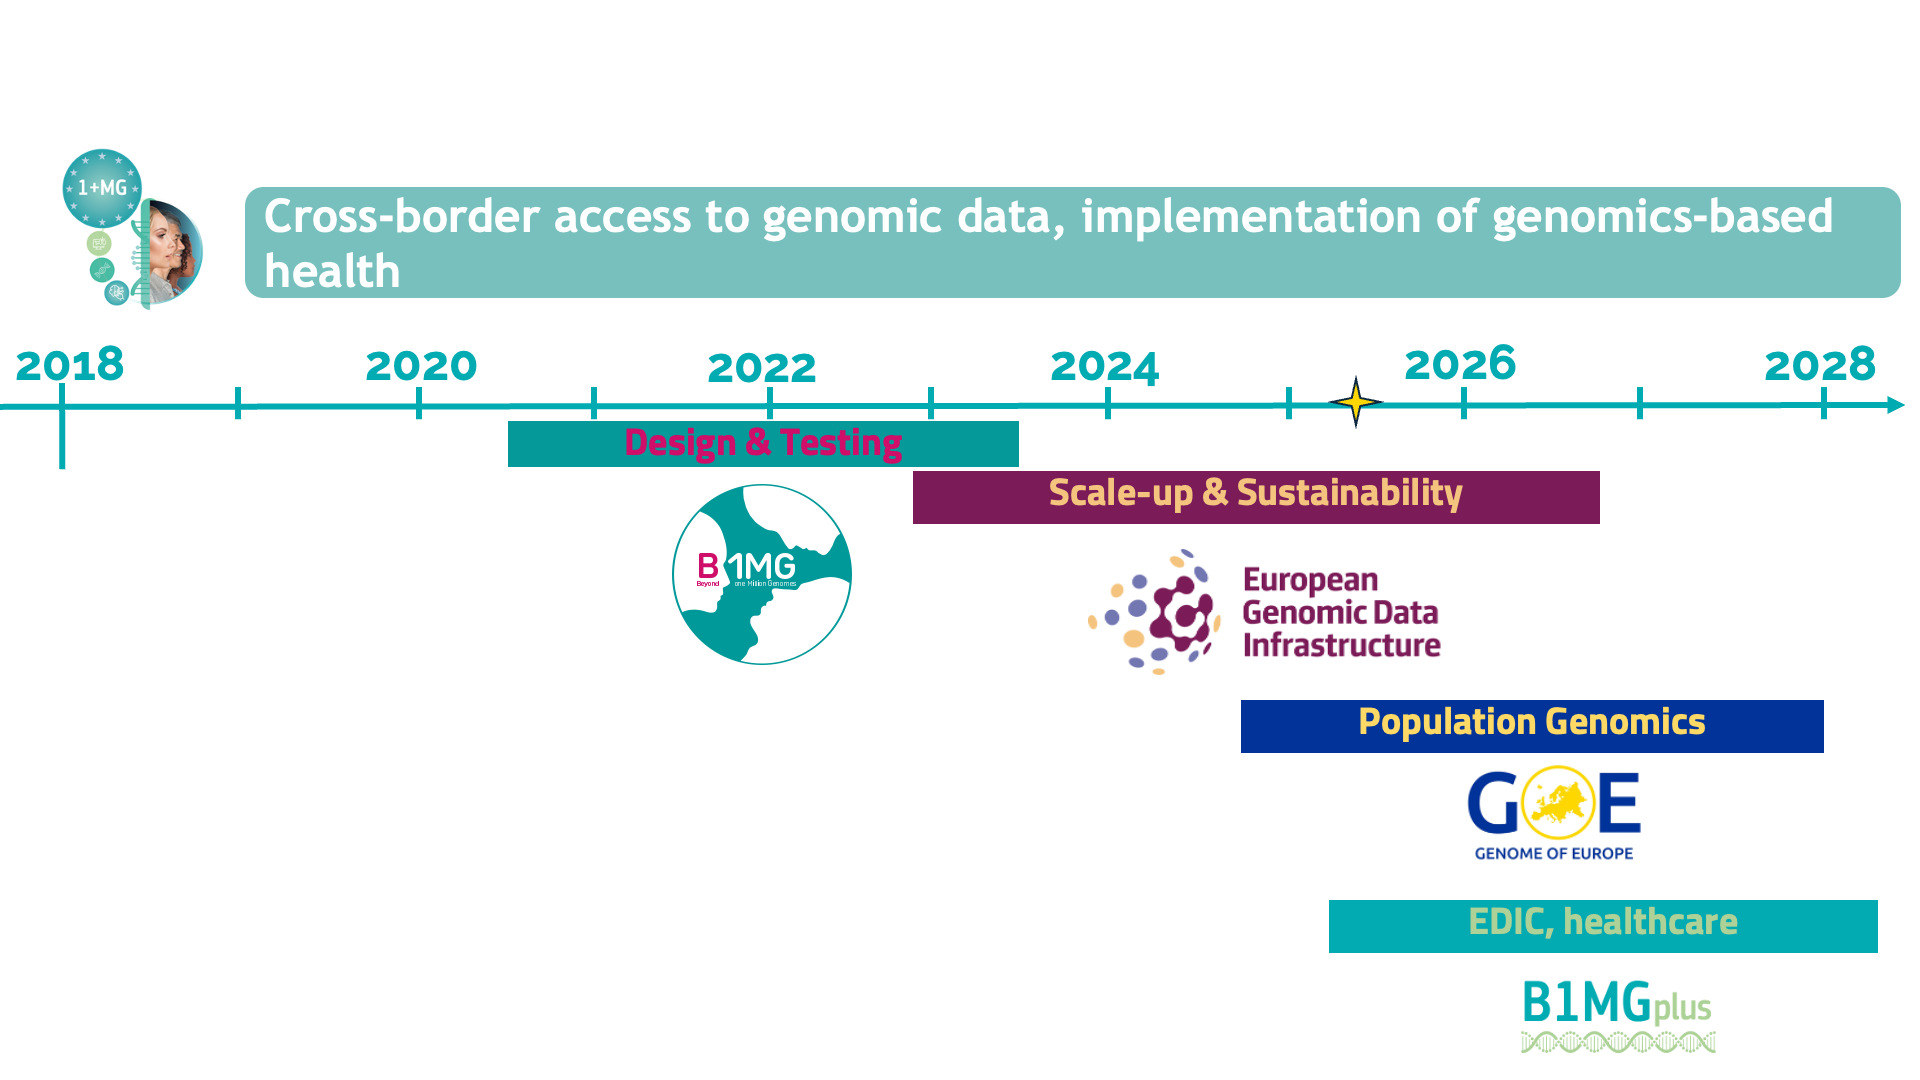 1+MG
Cross-border access to genomic data, implementation of genomics-based
health
2018
2020
2022
2024
2026
2028
Design & Testing
Scale-up & Sustainability
B 1MG
Beyond one Million Genomes
European
Genomic Data
Infrastructure
Population Genomics
G E
GENOME OF EUROPE
EDIC, healthcare
B1MGplus